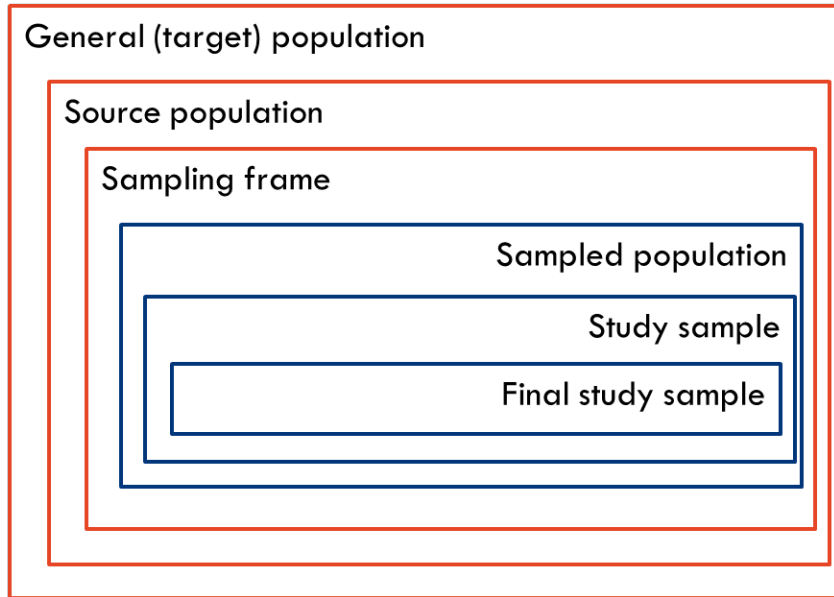 General (target) population
Source population
Sampling frame
Sampled population
Study sample
Final study sample